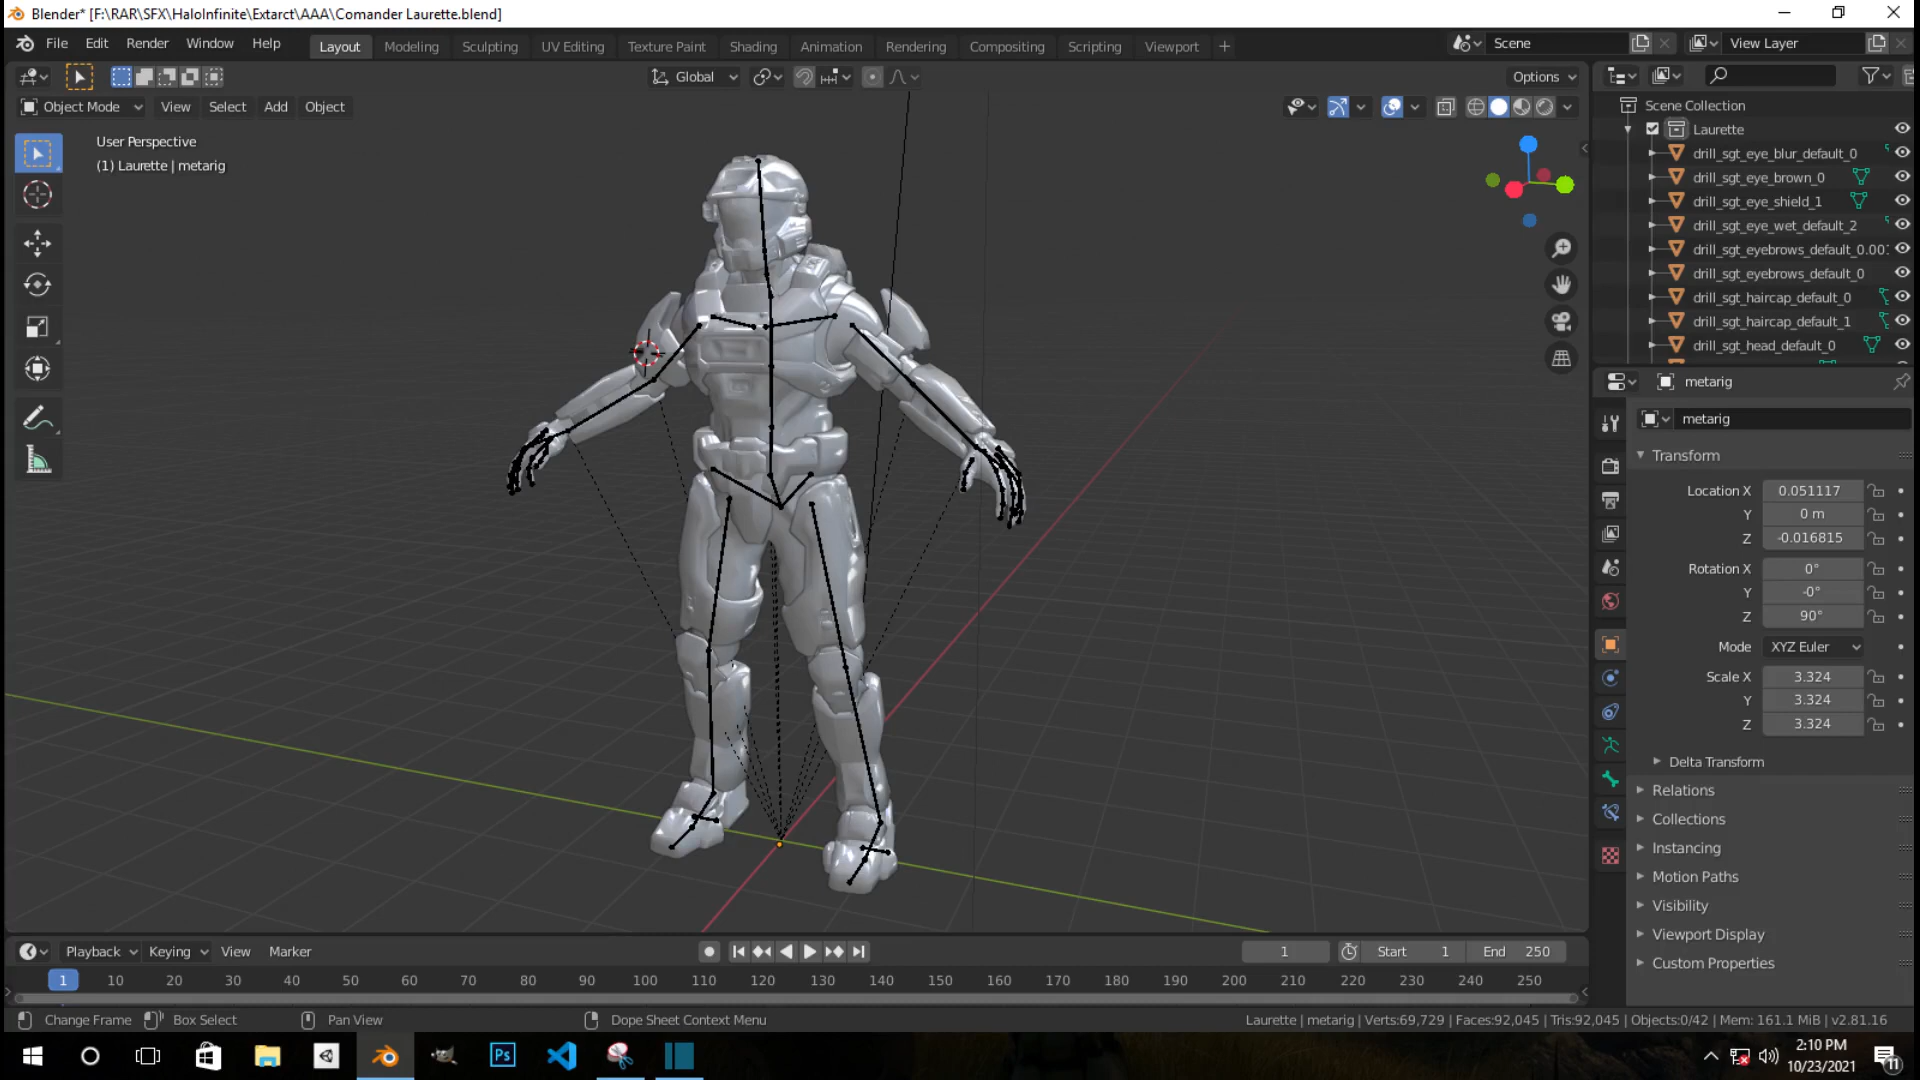 Blender* [F:\RAR\SFX\HaloInfinite\Extarct\AAA\Comander Laurette.blend]
File Edit Render Window Help
Layout Modeling Sculpting UV Editing Texture Paint Shading Animation Rendering Compositing Scripting Viewport +
Scene
View Layer
Global
Options
Object Mode View Select Add Object
User Perspective
(1) Laurette | metarig
Scene Collection
Laurette
drill_sgt_eye_blur_default_0
drill_sgt_eye_brown_0
drill_sgt_eye_shield_1
drill_sgt_eye_wet_default_2
drill_sgt_eyebrows_default_0.00
drill_sgt_eyebrows_default_0
drill_sgt_haircap_default_0
drill_sgt_haircap_default_1
drill_sgt_head_default_0
metarig
metarig
Transform
Location X 0.051117
Y 0 m
Z -0.016815
Rotation X 0°
Y -0°
Z 90°
Mode XYZ Euler
Scale X 3.324
Y 3.324
Z 3.324
Delta Transform
Relations
Collections
Instancing
Motion Paths
Visibility
Viewport Display
Custom Properties
Playback Keying View Marker
1 Start 1 End 250
1 10 20 30 40 50 60 70 80 90 100 110 120 130 140 150 160 170 180 190 200 210 220 230 240 250
Change Frame Box Select Pan View Dope Sheet Context Menu
Laurette | metarig | Verts:69,729 | Faces:92,045 | Tris:92,045 | Objects:0/42 | Mem: 161.1 MiB | v2.81.16
Ps
2:10 PM
10/23/2021
11